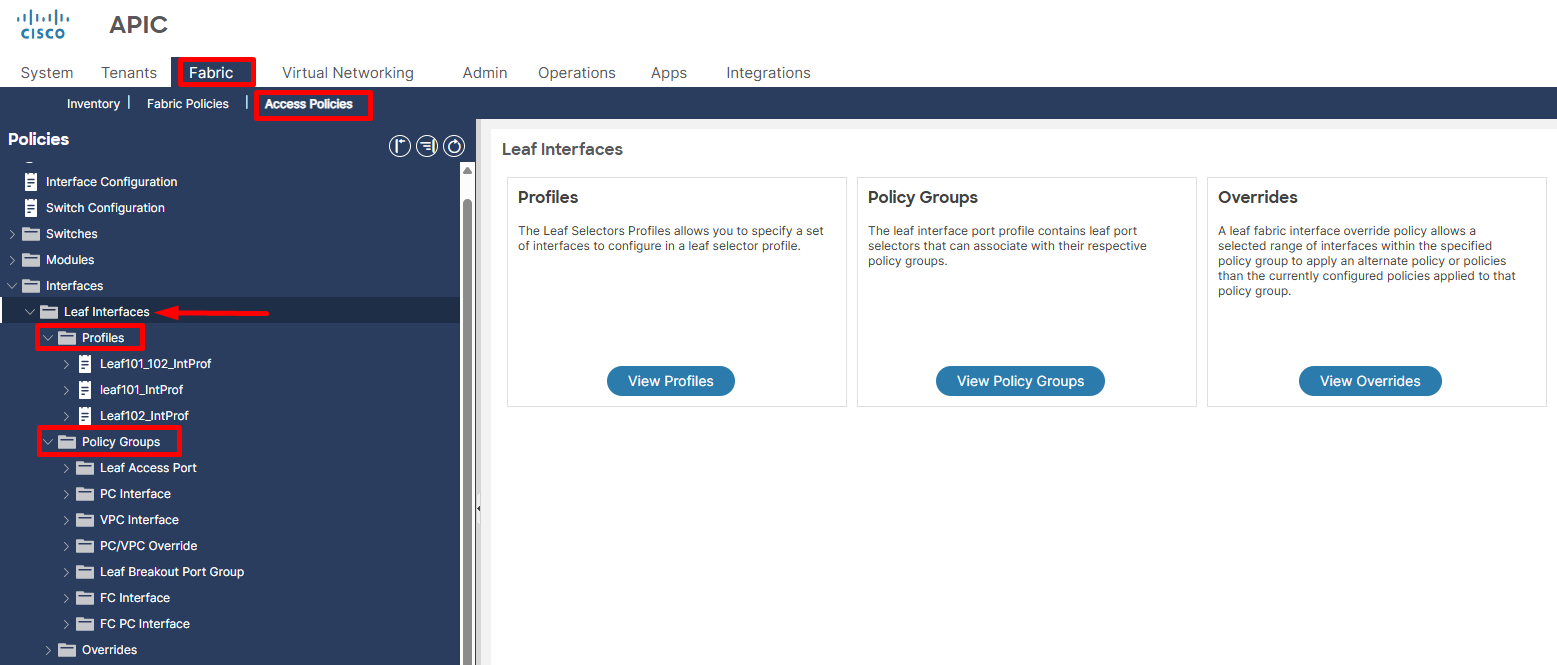 CISCO
APIC
System Tenants Fabric Virtual Networking Admin Operations Apps Integrations
Inventory | Fabric Policies | Access Policies
Policies
Interface Configuration
Switch Configuration
Switches
Modules
Interfaces
Leaf Interfaces
Profiles
Leaf101_102_IntProf
leaf101_IntProf
Leaf102_IntProf
Policy Groups
Leaf Access Port
PC Interface
VPC Interface
PC/VPC Override
Leaf Breakout Port Group
FC Interface
FC PC Interface
Overrides
Leaf Interfaces
Profiles
The Leaf Selectors Profiles allows you to specify a set
of interfaces to configure in a leaf selector profile.
View Profiles
Policy Groups
The leaf interface port profile contains leaf port
selectors that can associate with their respective
policy groups.
View Policy Groups
Overrides
A leaf fabric interface override policy allows a
selected range of interfaces within the specified
policy group to apply an alternate policy or policies
than the currently configured policies applied to that
policy group.
View Overrides